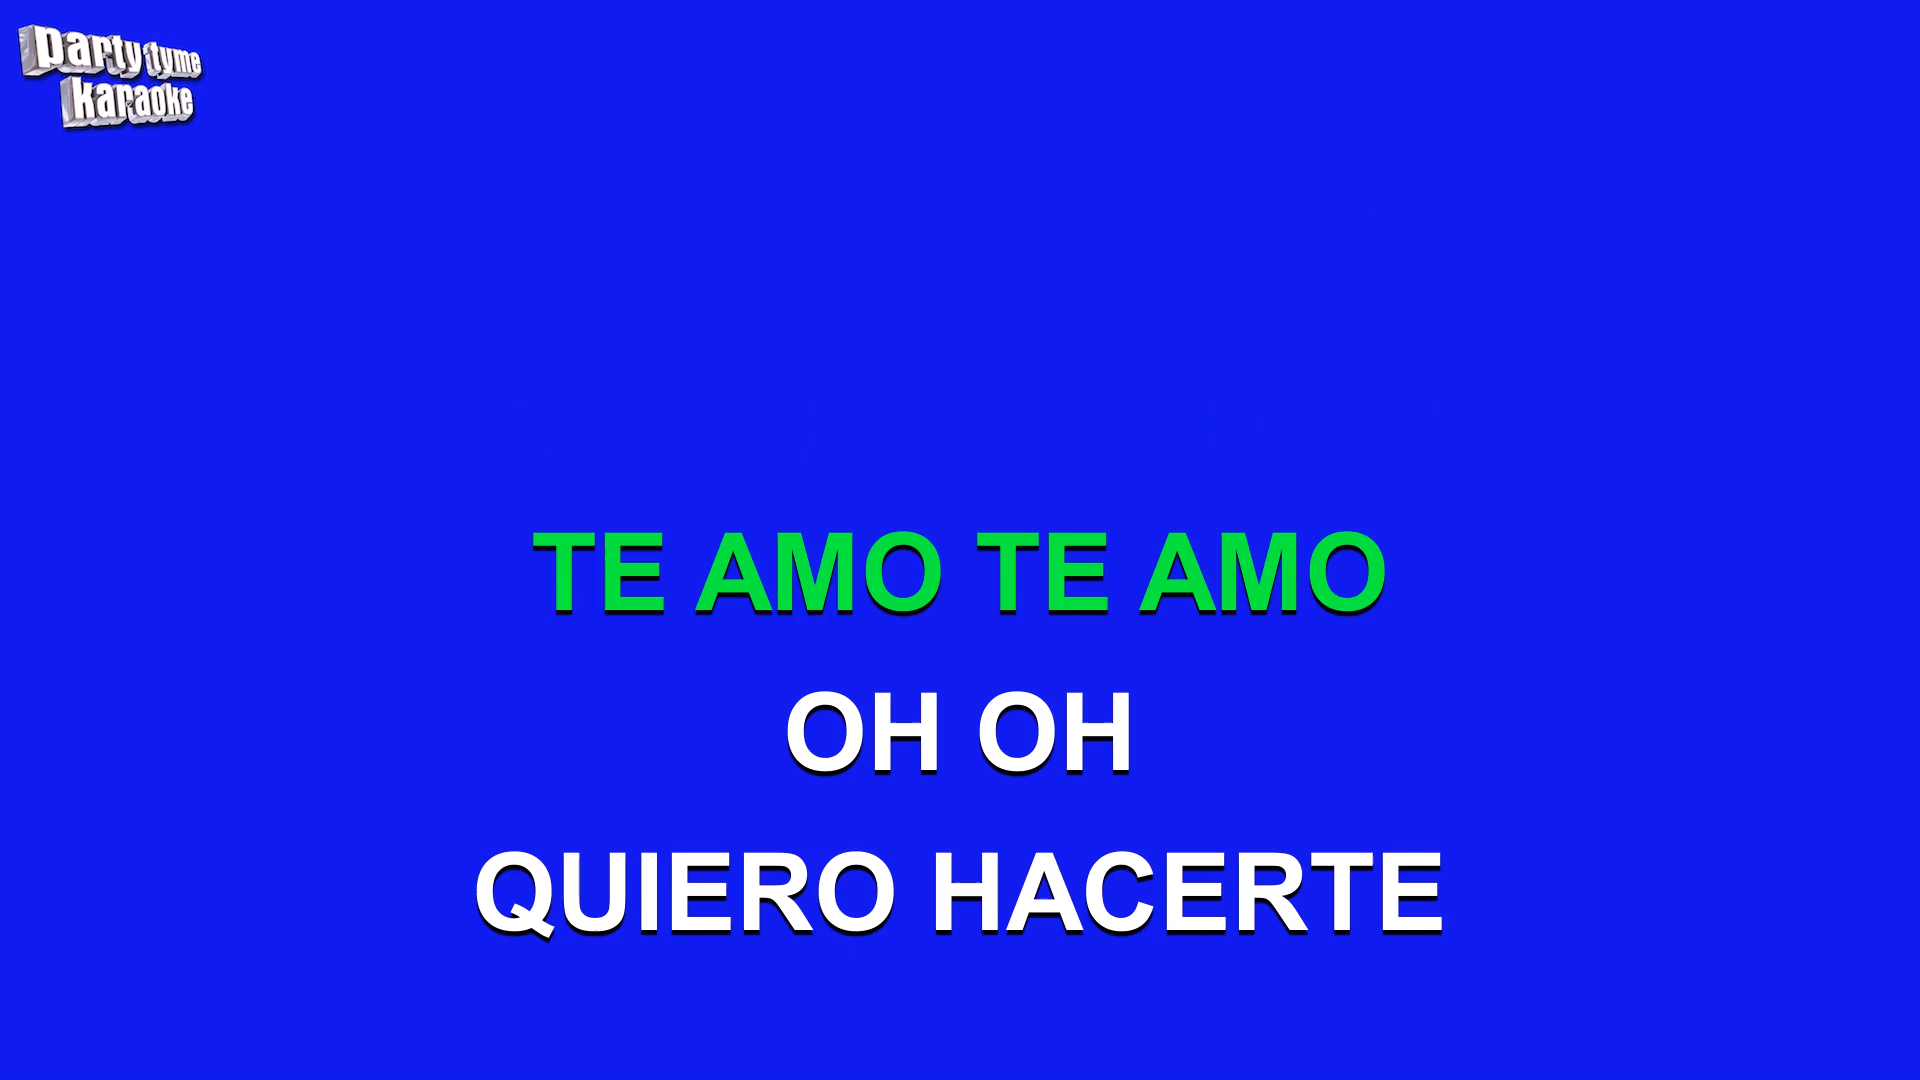 party tyme
karaoke
TE AMO TE AMO
OH OH
QUIERO HACERTE